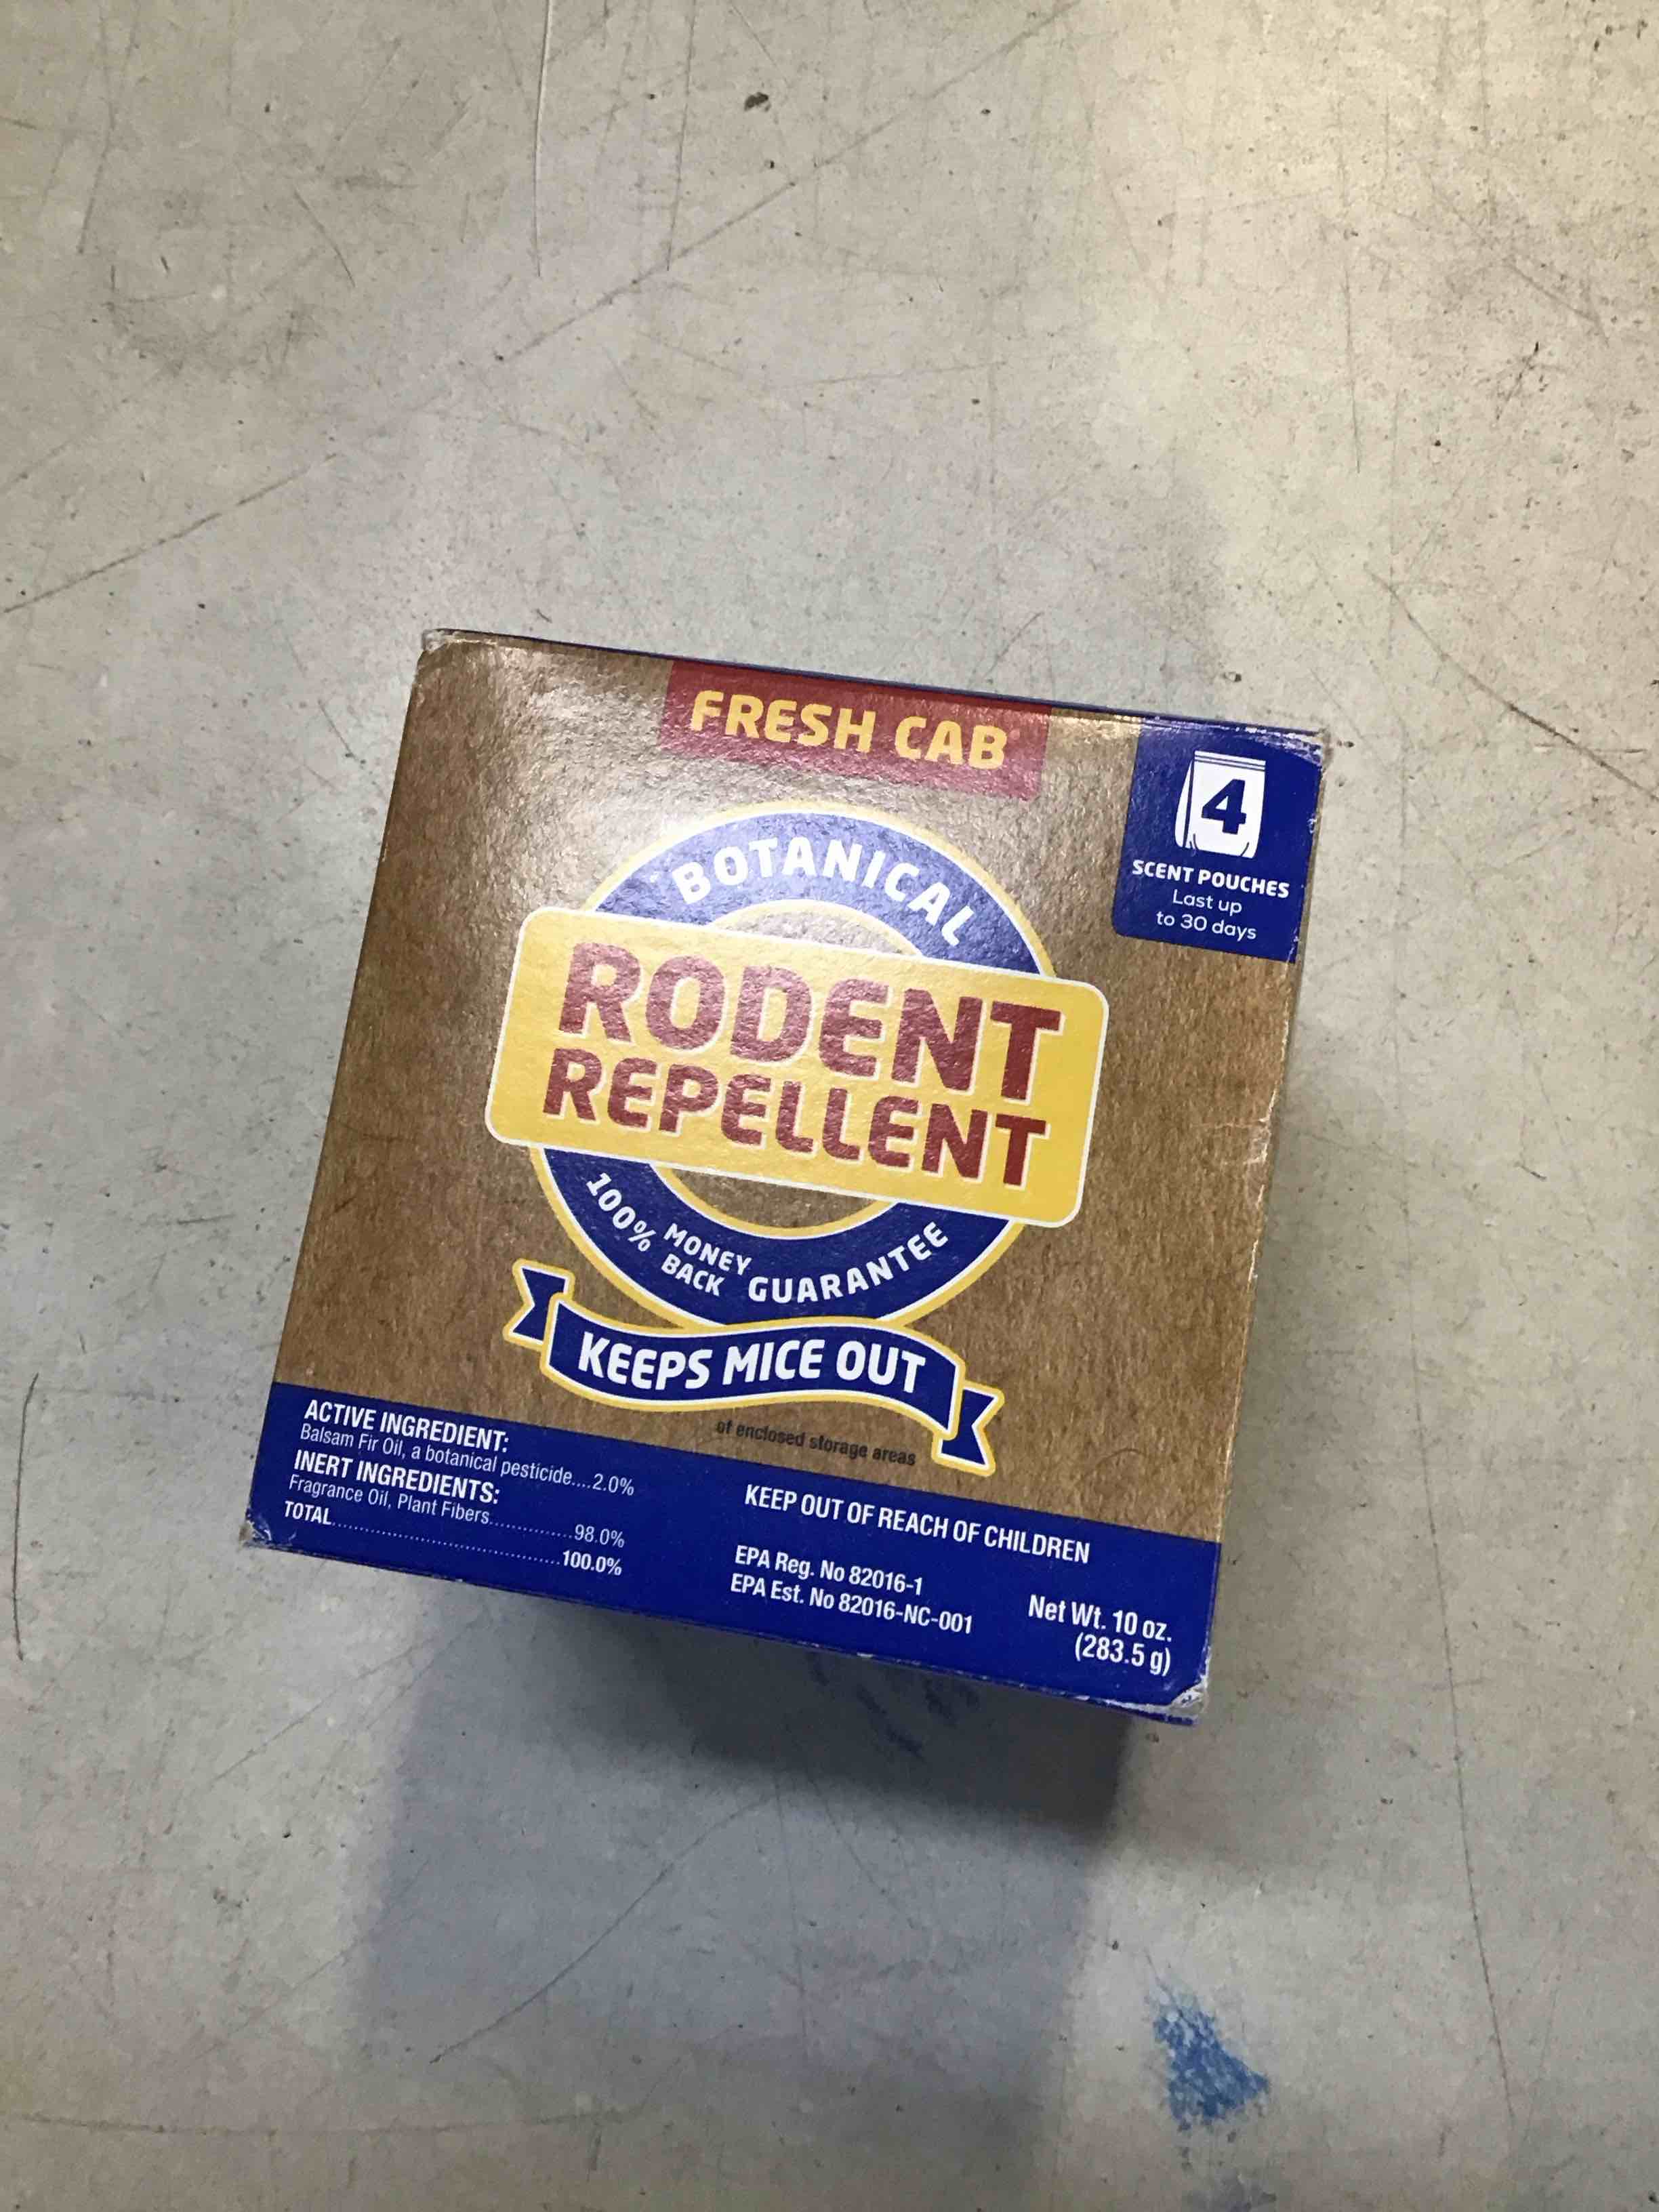 FRESH CAB®
4
SCENT POUCHES
Last up
to 30 days
BOTANICAL
RODENT
REPELLENT
100% MONEY BACK GUARANTEE
KEEPS MICE OUT
of enclosed storage areas
ACTIVE INGREDIENT:
Balsam Fir Oil, a botanical pesticide....2.0%
INERT INGREDIENTS:
Fragrance Oil, Plant Fibers...............98.0%
TOTAL.......................................100.0%
KEEP OUT OF REACH OF CHILDREN
EPA Reg. No 82016-1
EPA Est. No 82016-NC-001
Net Wt. 10 oz.
(283.5 g)